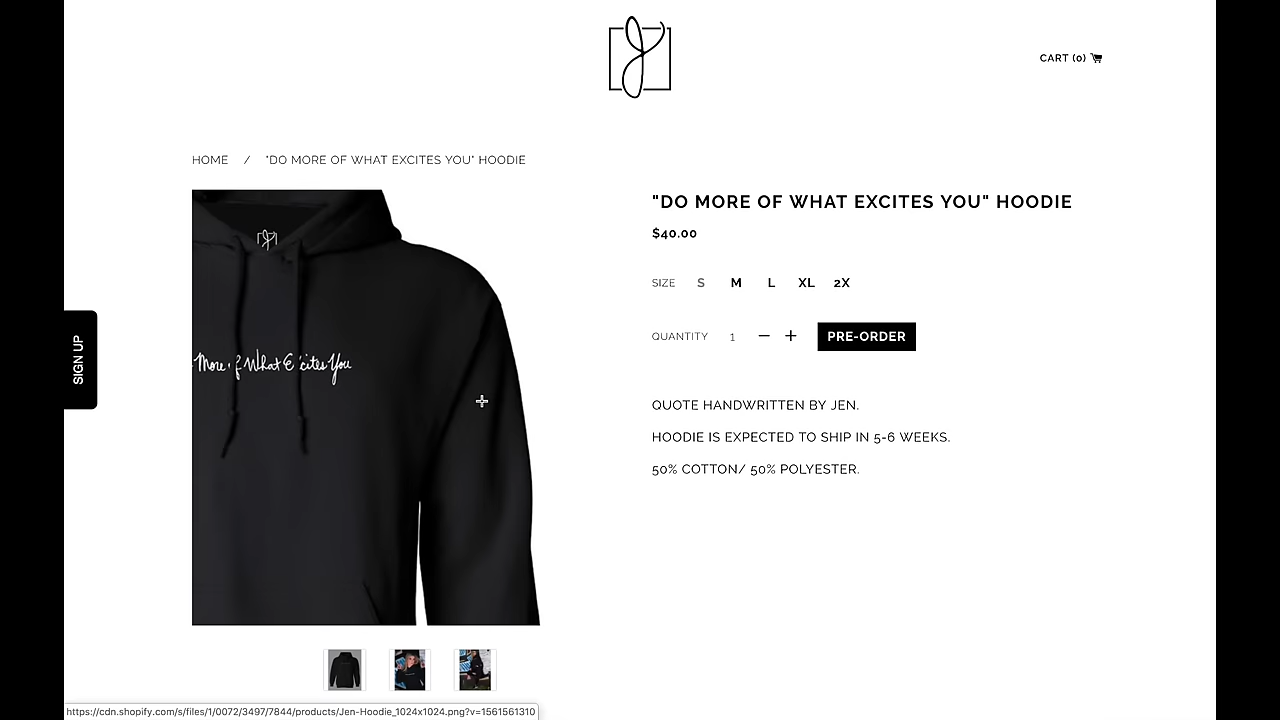 CART (0)
HOME / "DO MORE OF WHAT EXCITES YOU" HOODIE
"DO MORE OF WHAT EXCITES YOU" HOODIE
$40.00
SIZE S M L XL 2X
QUANTITY 1 − + PRE-ORDER
SIGN UP
More of What Excites You
QUOTE HANDWRITTEN BY JEN.
HOODIE IS EXPECTED TO SHIP IN 5-6 WEEKS.
50% COTTON/ 50% POLYESTER.
https://cdn.shopify.com/s/files/1/0072/3497/7844/products/Jen-Hoodie_1024x1024.png?v=1561561310